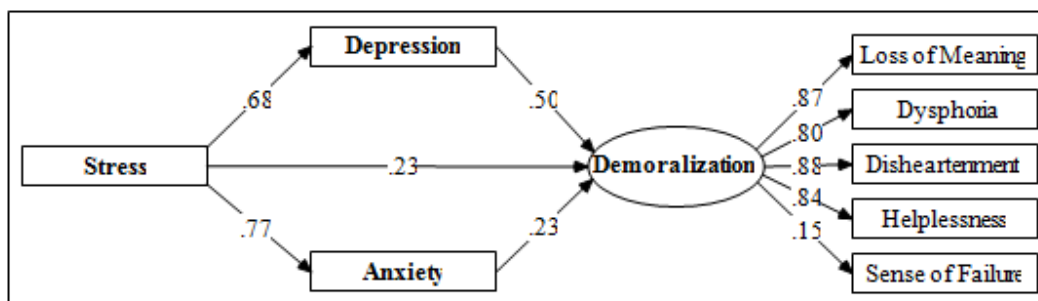 Depression
Loss of Meaning
.68
.50
.87
Dysphoria
.80
Stress
.23
Demoralization
.88
Disheartenment
.84
Helplessness
.77
.23
.15
Anxiety
Sense of Failure